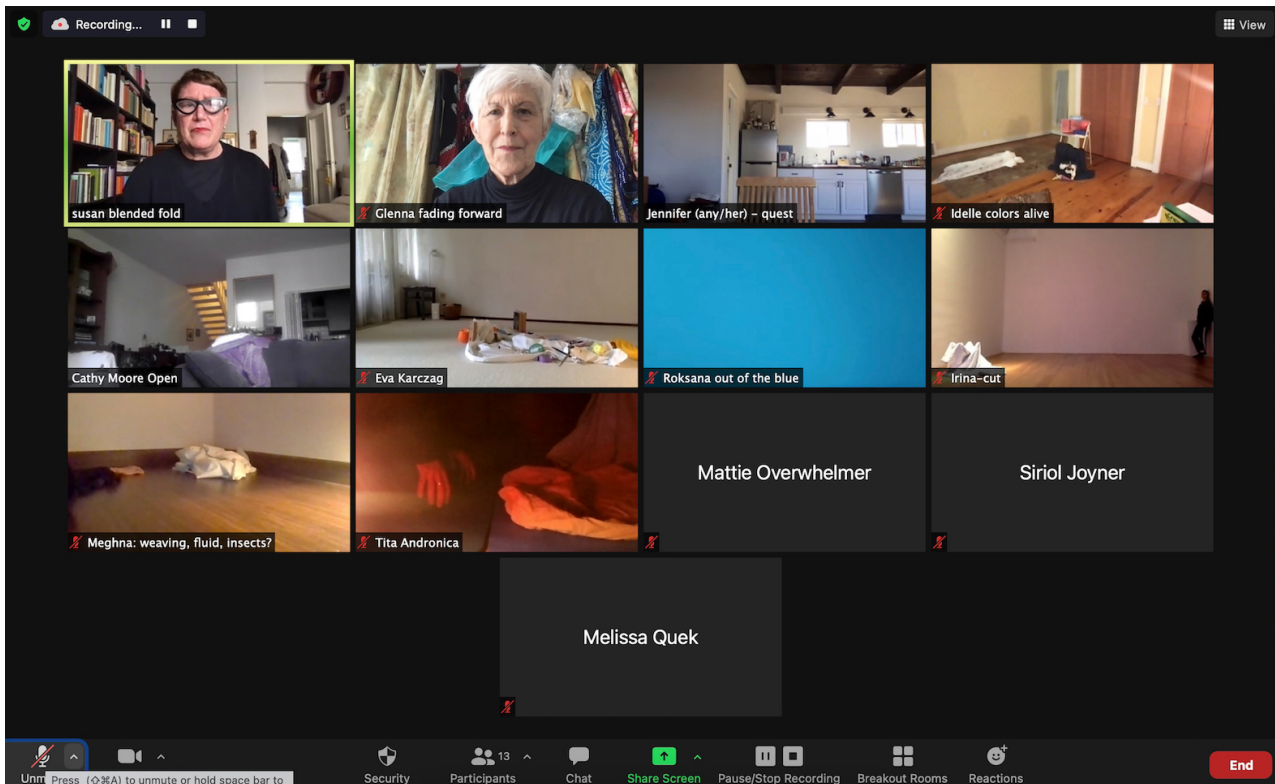 Recording...
View
susan blended fold
Glenna fading forward
Jennifer (any/her) – quest
Idelle colors alive
Cathy Moore Open
Eva Karczag
Roksana out of the blue
Irina-cut
Meghna: weaving, fluid, insects?
Tita Andronica
Mattie Overwhelmer
Siriol Joyner
Melissa Quek
13
Security
Participants
Chat
Share Screen
Pause/Stop Recording
Breakout Rooms
Reactions
End
Press (⇧⌘A) to unmute or hold space bar to